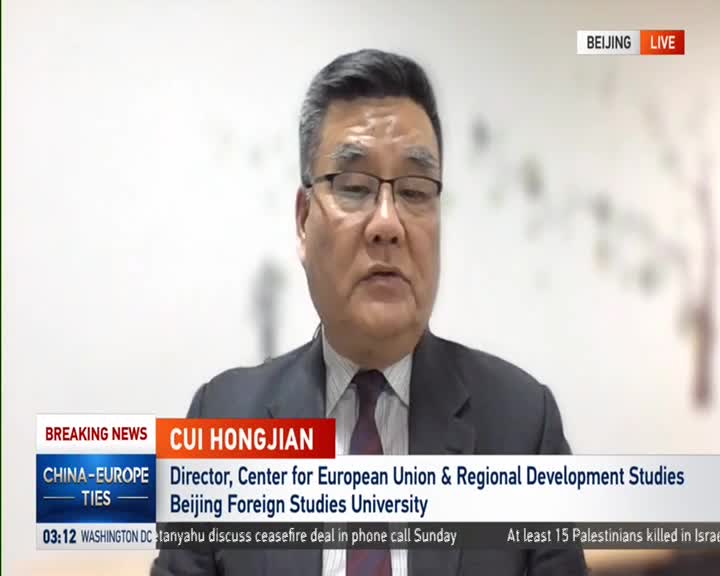 BEIJING LIVE
BREAKING NEWS
CUI HONGJIAN
CHINA-EUROPE
TIES
Director, Center for European Union & Regional Development Studies
Beijing Foreign Studies University
03:12 WASHINGTON DC etanyahu discuss ceasefire deal in phone call Sunday At least 15 Palestinians killed in Isra